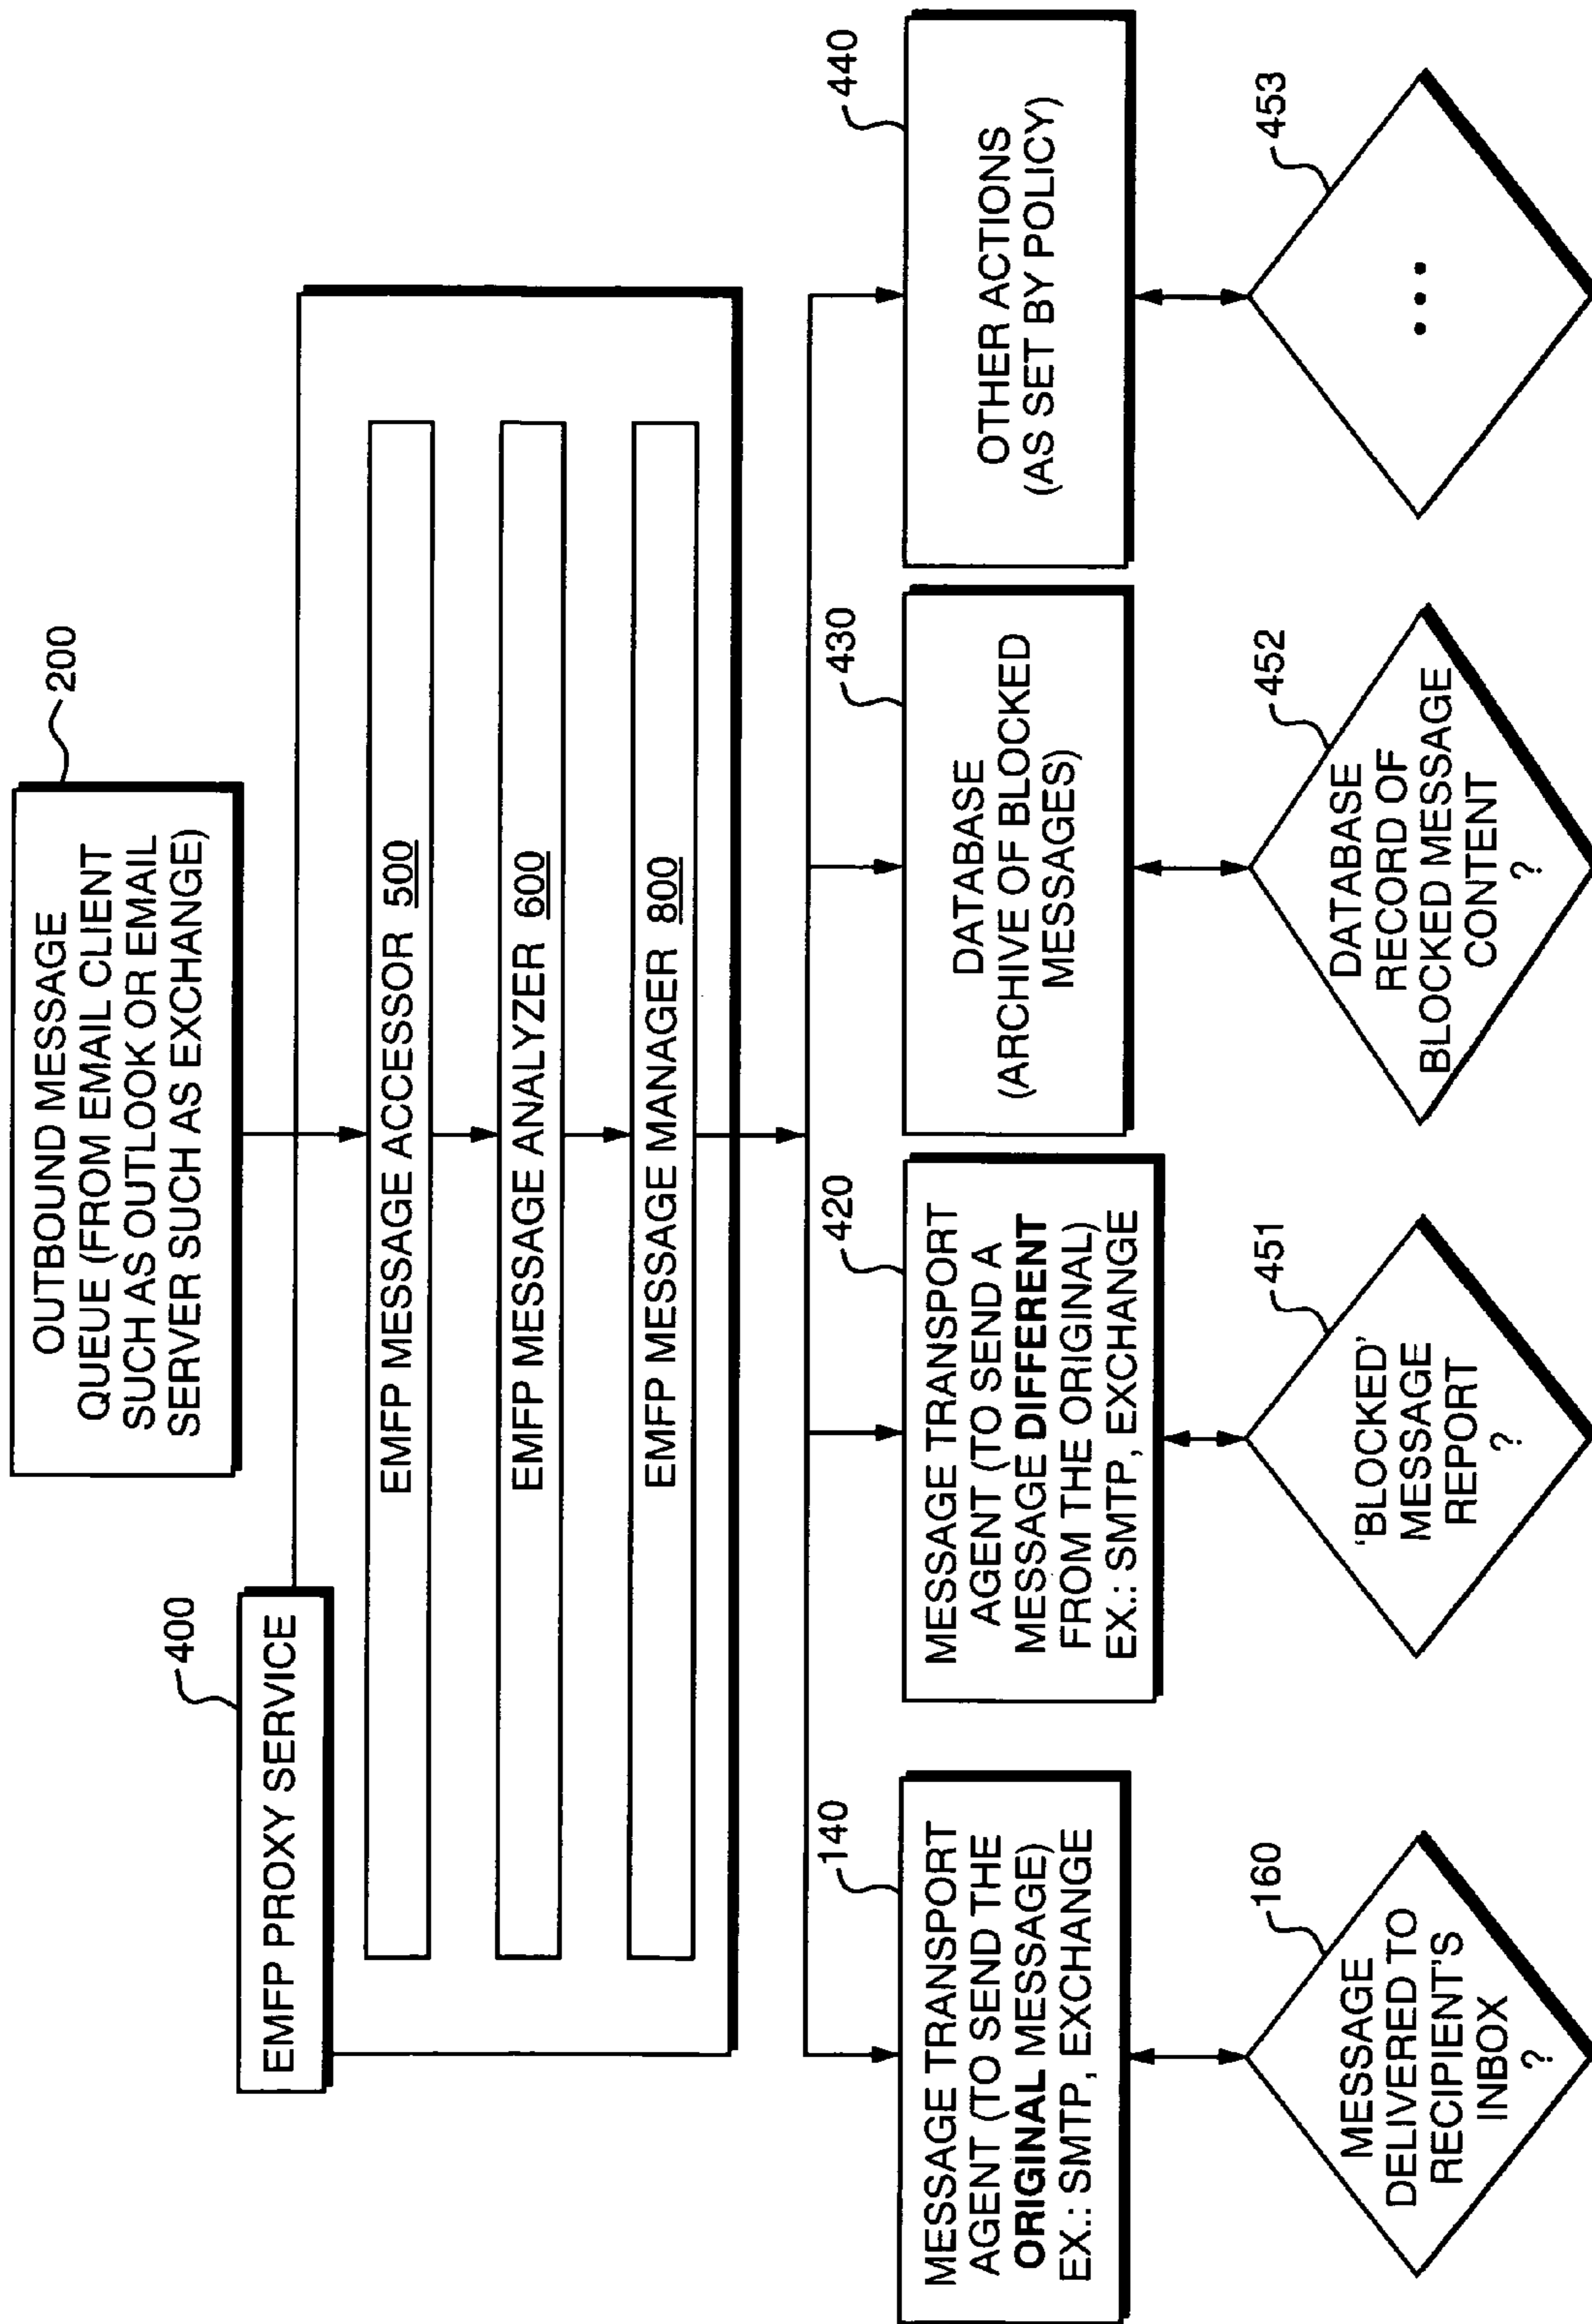 OUTBOUND MESSAGE
QUEUE (FROM EMAIL CLIENT
SUCH AS OUTLOOK OR EMAIL
SERVER SUCH AS EXCHANGE)
200
EMFP PROXY SERVICE
400
EMFP MESSAGE ACCESSOR 500
EMFP MESSAGE ANALYZER 600
EMFP MESSAGE MANAGER 800
MESSAGE TRANSPORT
AGENT (TO SEND THE
ORIGINAL MESSAGE)
EX.: SMTP, EXCHANGE
140
MESSAGE TRANSPORT
AGENT (TO SEND A
MESSAGE DIFFERENT
FROM THE ORIGINAL)
EX.: SMTP, EXCHANGE
420
DATABASE
(ARCHIVE OF BLOCKED
MESSAGES)
430
OTHER ACTIONS
(AS SET BY POLICY)
440
MESSAGE
DELIVERED TO
RECIPIENT'S
INBOX
?
160
'BLOCKED'
MESSAGE
REPORT
?
451
DATABASE
RECORD OF
BLOCKED MESSAGE
CONTENT
?
452
• • •
453